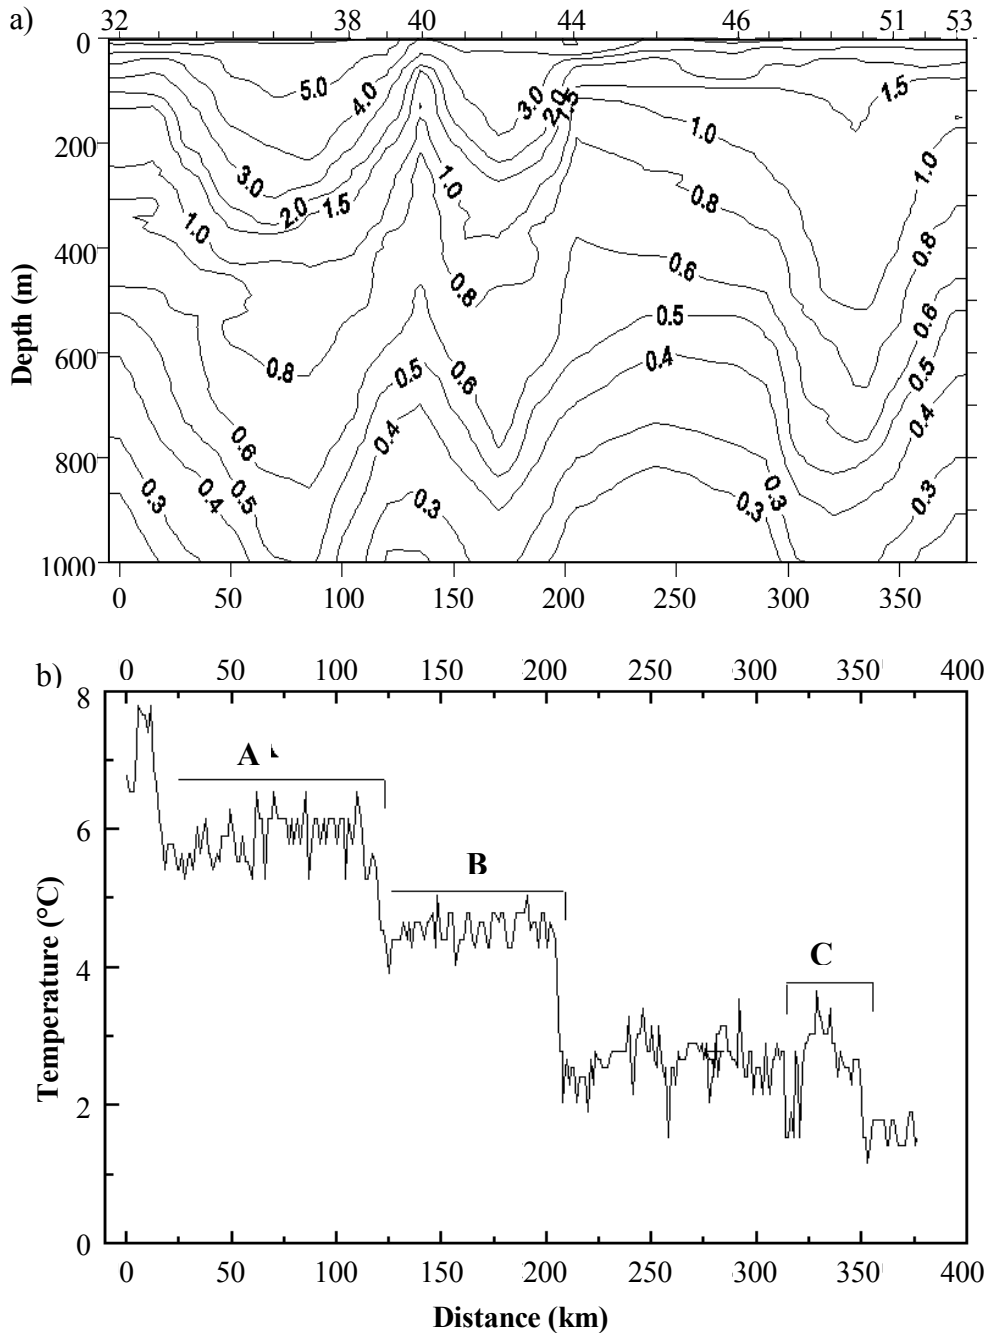 a)
32 38 40 42 44 46 51 53
0
200
400
600
800
1000
Depth (m)
5.0 4.0 3.0 2.0 1.5 1.5
1.0
3.0 2.0 1.5 1.0 1.0
1.0 0.8
0.8 0.6 0.8
0.8 0.5 0.6
0.5 0.6 0.4 0.5
0.6 0.4 0.4
0.3 0.4 0.5 0.3 0.3 0.3 0.3
0 50 100 150 200 250 300 350
b)
0 50 100 150 200 250 300 350 400
8
6
4
2
0
Temperature (°C)
A
B
C
0 50 100 150 200 250 300 350 400
Distance (km)